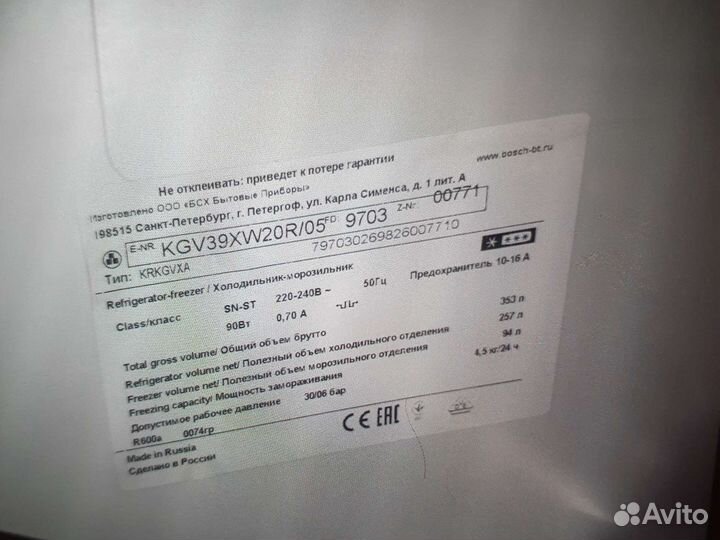 Не отклеивать: приведет к потере гарантии
www.bosch-bt.ru
Изготовлено ООО «БСХ Бытовые Приборы»
198515 Санкт-Петербург, г. Петергоф, ул. Карла Сименса, д. 1 лит. А
E-NR. KGV39XW20R/05 FD: 9703 Z-Nr. 00771
Тип: KRKGVXA 797030269826007710
Refrigerator-freezer / Холодильник-морозильник
Class/класс SN-ST 220-240В ~ 50Гц Предохранитель 10-16 А
90Вт 0,70 А
Total gross volume/ Общий объем брутто 353 л
Refrigerator volume net/ Полезный объем холодильного отделения 257 л
Freezer volume net/ Полезный объем морозильного отделения 94 л
Freezing capacity/ Мощность замораживания 4,5 кг/24 ч
Допустимое рабочее давление 30/06 бар
R600a 0074гр
Made in Russia
Сделано в России
CE EAC
Avito